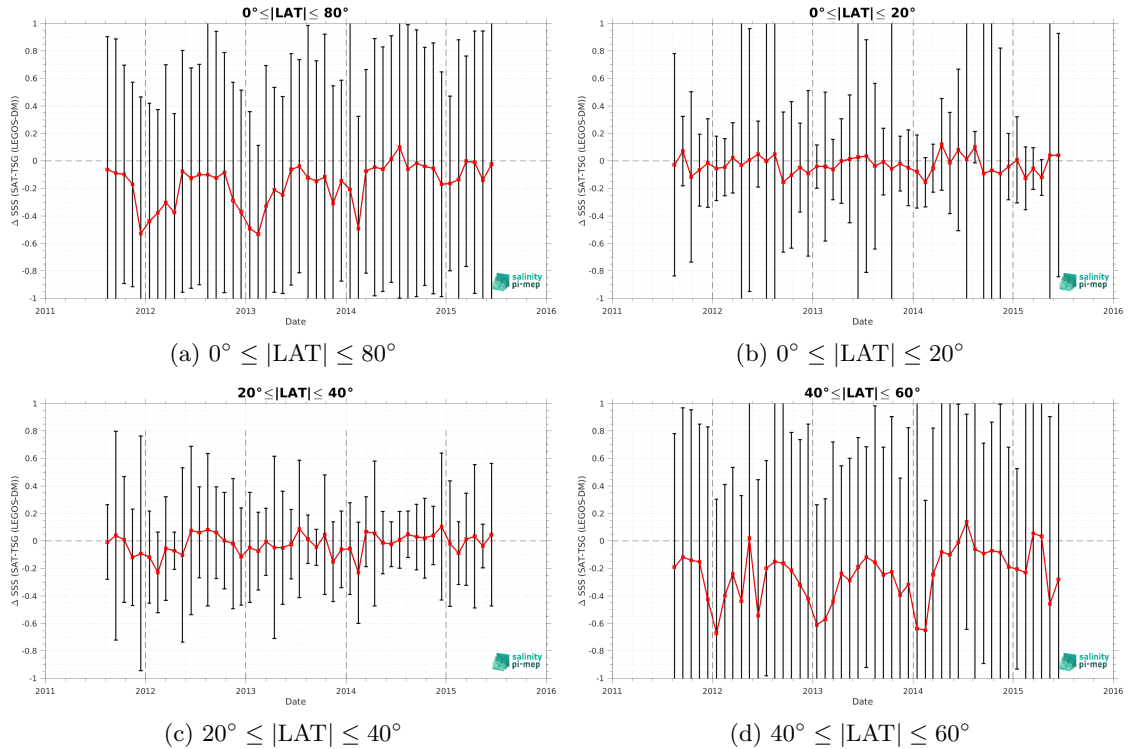 0°≤|LAT|≤ 80°
Δ SSS (SAT-TSG (LEGOS-DM))
1
0.8
0.6
0.4
0.2
0
-0.2
-0.4
-0.6
-0.8
-1
2011 2012 2013 2014 2015 2016
Date
salinity
pi-mep
(a) 0° ≤ |LAT| ≤ 80°
0°≤|LAT|≤ 20°
Δ SSS (SAT-TSG (LEGOS-DM))
1
0.8
0.6
0.4
0.2
0
-0.2
-0.4
-0.6
-0.8
-1
2011 2012 2013 2014 2015 2016
Date
salinity
pi-mep
(b) 0° ≤ |LAT| ≤ 20°
20°≤|LAT|≤ 40°
Δ SSS (SAT-TSG (LEGOS-DM))
1
0.8
0.6
0.4
0.2
0
-0.2
-0.4
-0.6
-0.8
-1
2011 2012 2013 2014 2015 2016
Date
salinity
pi-mep
(c) 20° ≤ |LAT| ≤ 40°
40°≤|LAT|≤ 60°
Δ SSS (SAT-TSG (LEGOS-DM))
1
0.8
0.6
0.4
0.2
0
-0.2
-0.4
-0.6
-0.8
-1
2011 2012 2013 2014 2015 2016
Date
salinity
pi-mep
(d) 40° ≤ |LAT| ≤ 60°